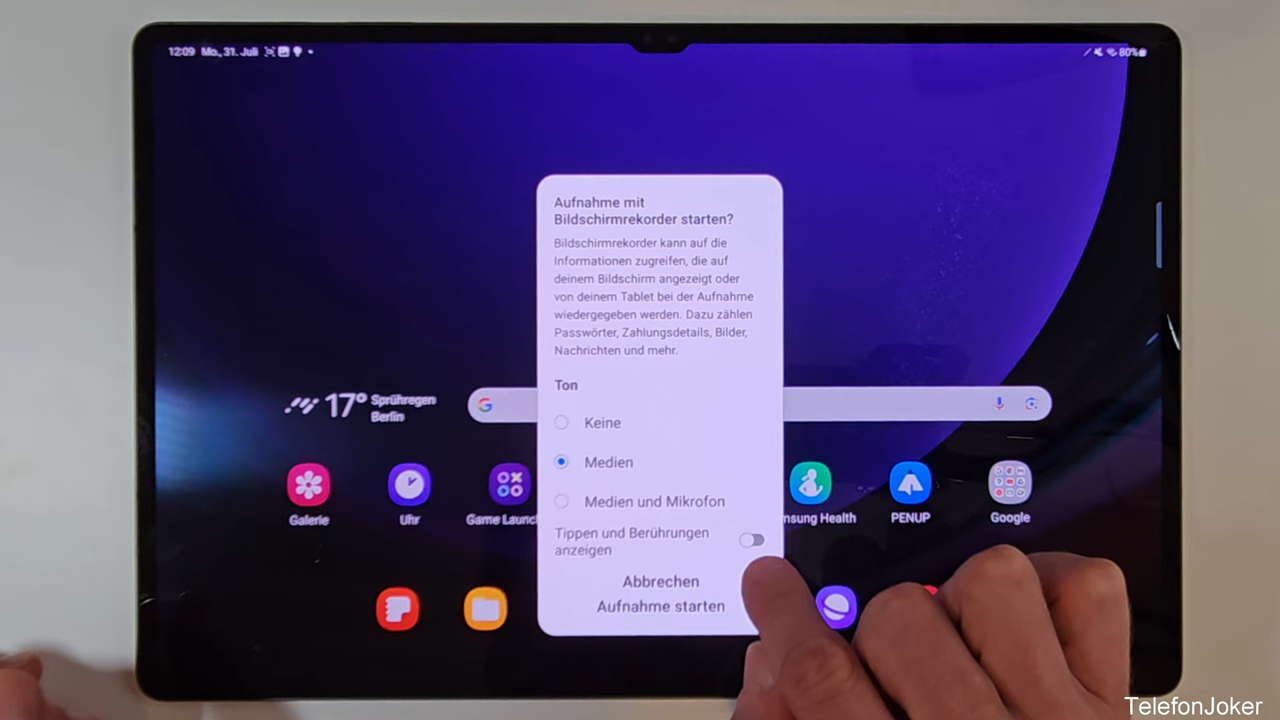 12:09 Mo., 31. Juli
80%
Aufnahme mit
Bildschirmrekorder starten?
Bildschirmrekorder kann auf die
Informationen zugreifen, die auf
deinem Bildschirm angezeigt oder
von deinem Tablet bei der Aufnahme
wiedergegeben werden. Dazu zählen
Passwörter, Zahlungsdetails, Bilder,
Nachrichten und mehr.
17° Sprühregen
Berlin
Ton
Keine
Medien
Medien und Mikrofon
Galerie
Uhr
Game Launc
nsung Health
PENUP
Google
Tippen und Berührungen
anzeigen
Abbrechen
Aufnahme starten
TelefonJoker